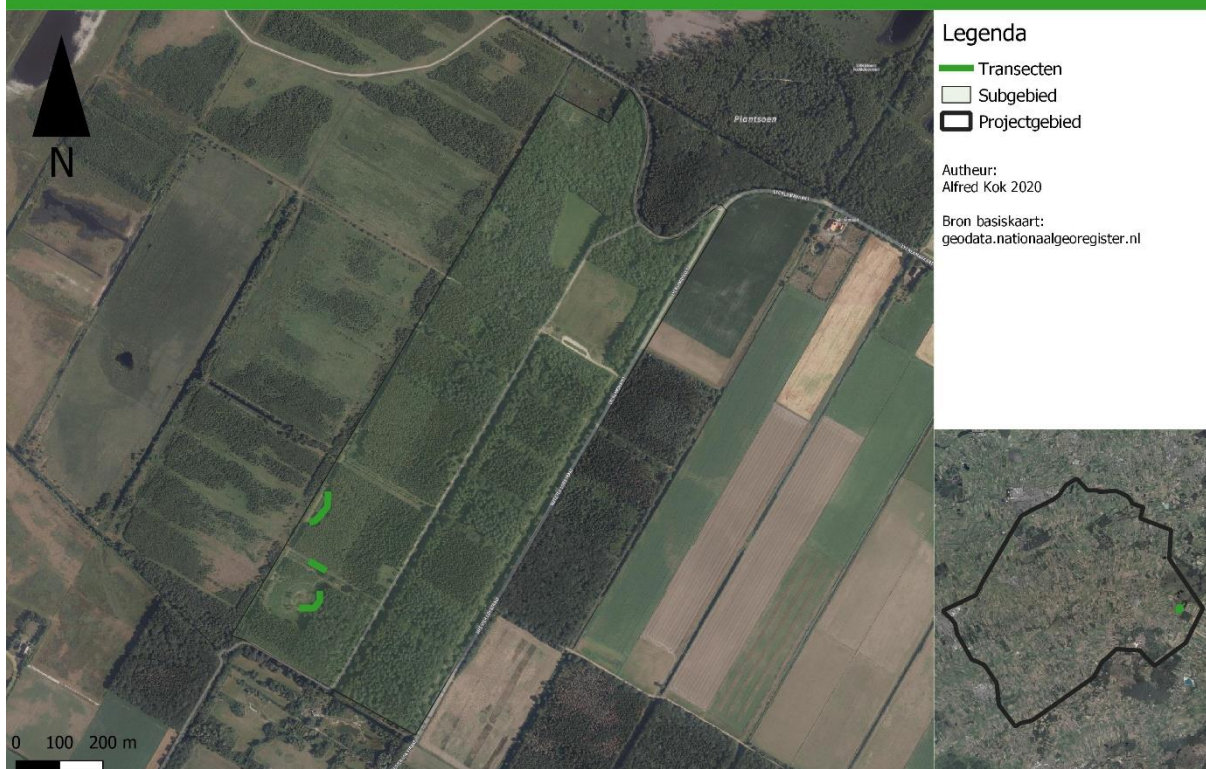 N
Plantsoen
0 100 200 m
Legenda
Transecten
Subgebied
Projectgebied
Autheur:
Alfred Kok 2020
Bron basiskaart:
geodata.nationaalgeoregister.nl